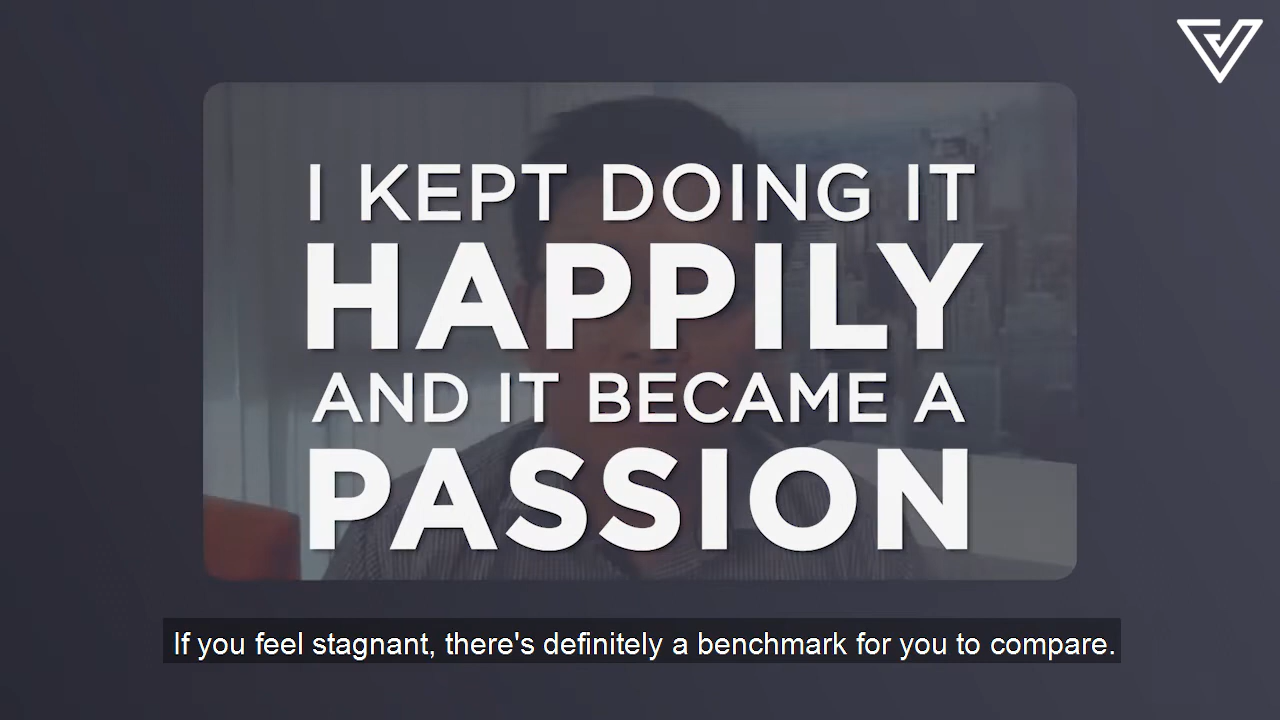 I KEPT DOING IT
HAPPILY
AND IT BECAME A
PASSION
If you feel stagnant, there's definitely a benchmark for you to compare.